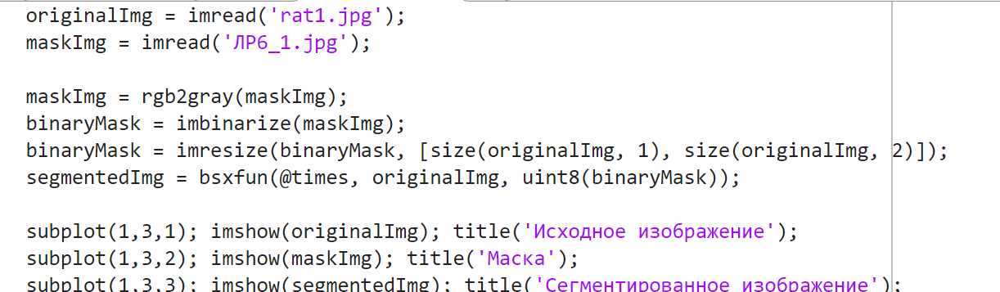 originalImg = imread('rat1.jpg');
maskImg = imread('ЛР6_1.jpg');
maskImg = rgb2gray(maskImg);
binaryMask = imbinarize(maskImg);
binaryMask = imresize(binaryMask, [size(originalImg, 1), size(originalImg, 2)]);
segmentedImg = bsxfun(@times, originalImg, uint8(binaryMask));
subplot(1,3,1); imshow(originalImg); title('Исходное изображение');
subplot(1,3,2); imshow(maskImg); title('Маска');
subplot(1,3,3); imshow(segmentedImg); title('Сегментированное изображение');